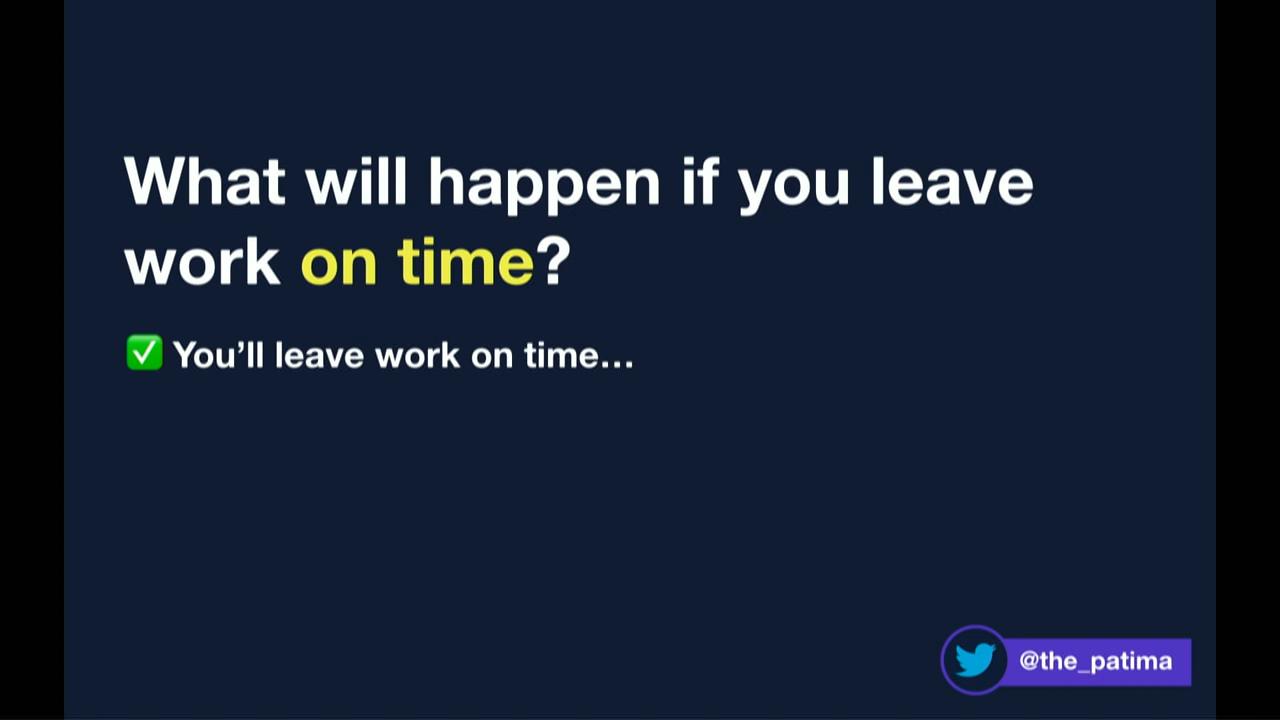 What will happen if you leave
work on time?
✅ You’ll leave work on time…
@the_patima